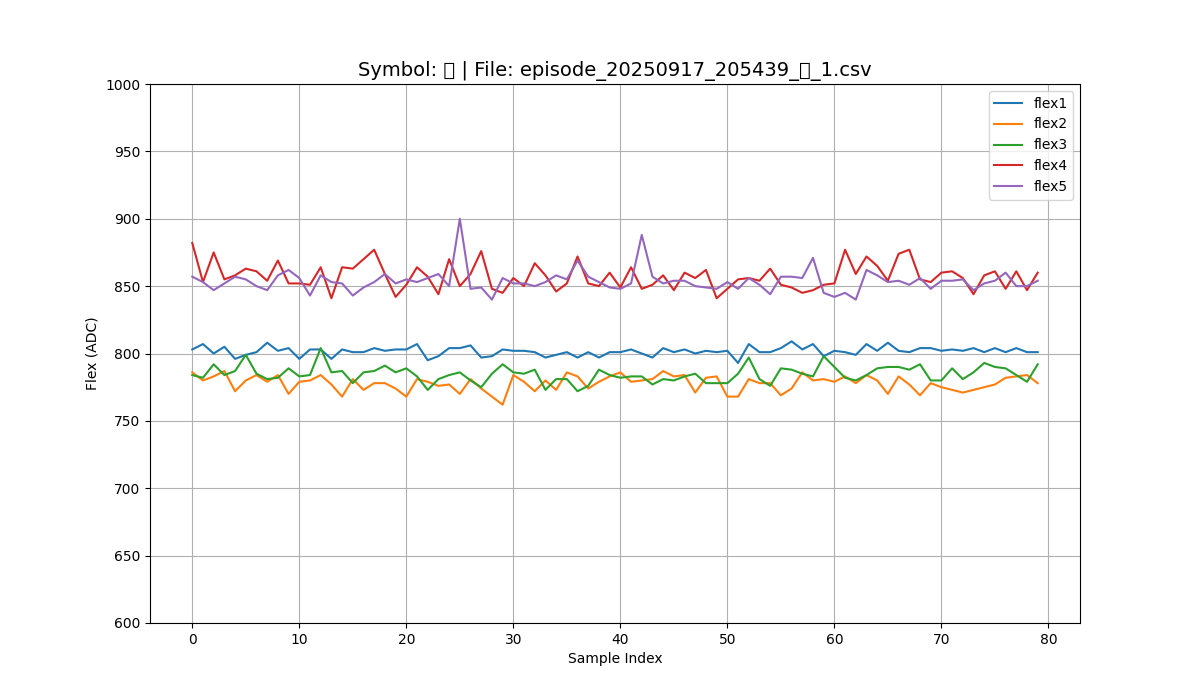 Symbol: | File: episode_20250917_205439_ _1.csv
Flex (ADC)
1000
950
900
850
800
750
700
650
600
0 10 20 30 40 50 60 70 80
Sample Index
flex1
flex2
flex3
flex4
flex5